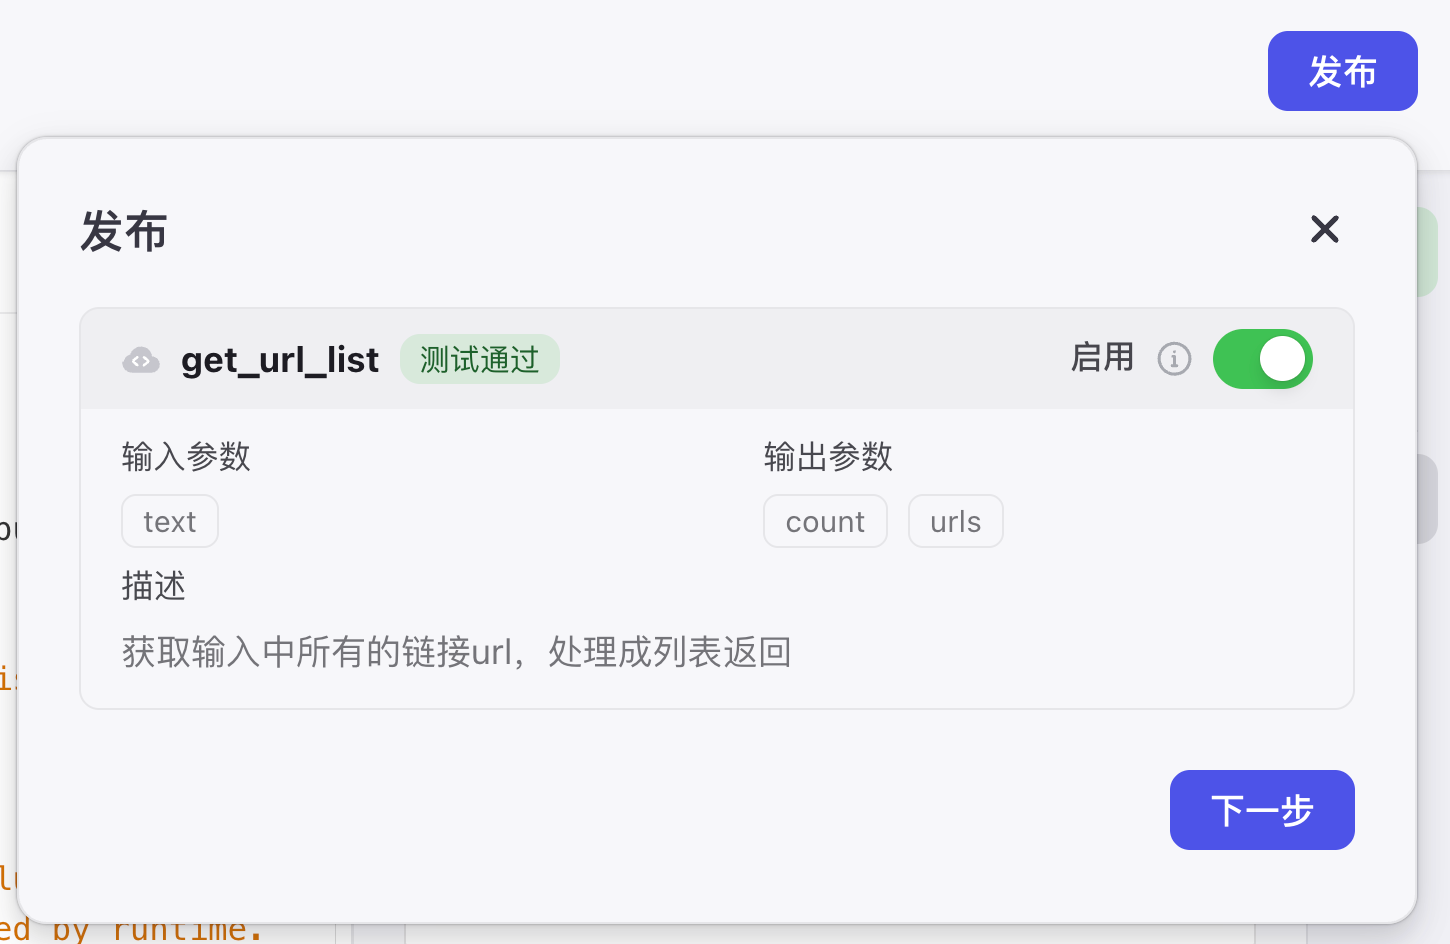 发布
发布
get_url_list 测试通过 启用
输入参数 输出参数
text count urls
描述
获取输入中所有的链接url，处理成列表返回
下一步
ed by runtime.